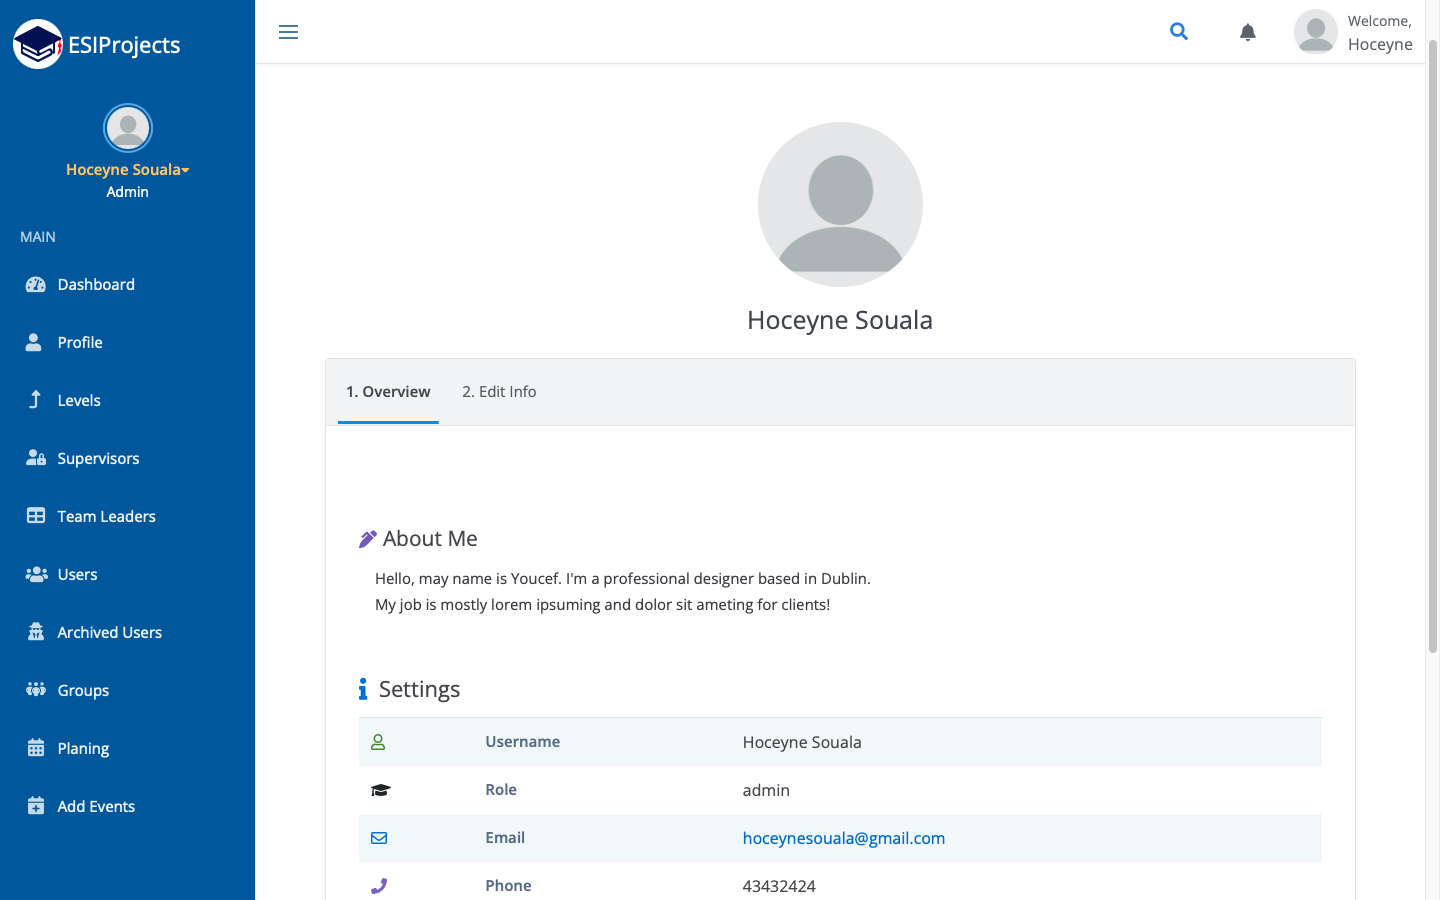 ESIProjects
Hoceyne Souala
Admin
MAIN
Dashboard
Profile
Levels
Supervisors
Team Leaders
Users
Archived Users
Groups
Planing
Add Events
Welcome,
Hoceyne
Hoceyne Souala
1. Overview
2. Edit Info
About Me
Hello, may name is Youcef. I'm a professional designer based in Dublin.
My job is mostly lorem ipsuming and dolor sit ameting for clients!
Settings
Username Hoceyne Souala
Role admin
Email hoceynesouala@gmail.com
Phone 43432424